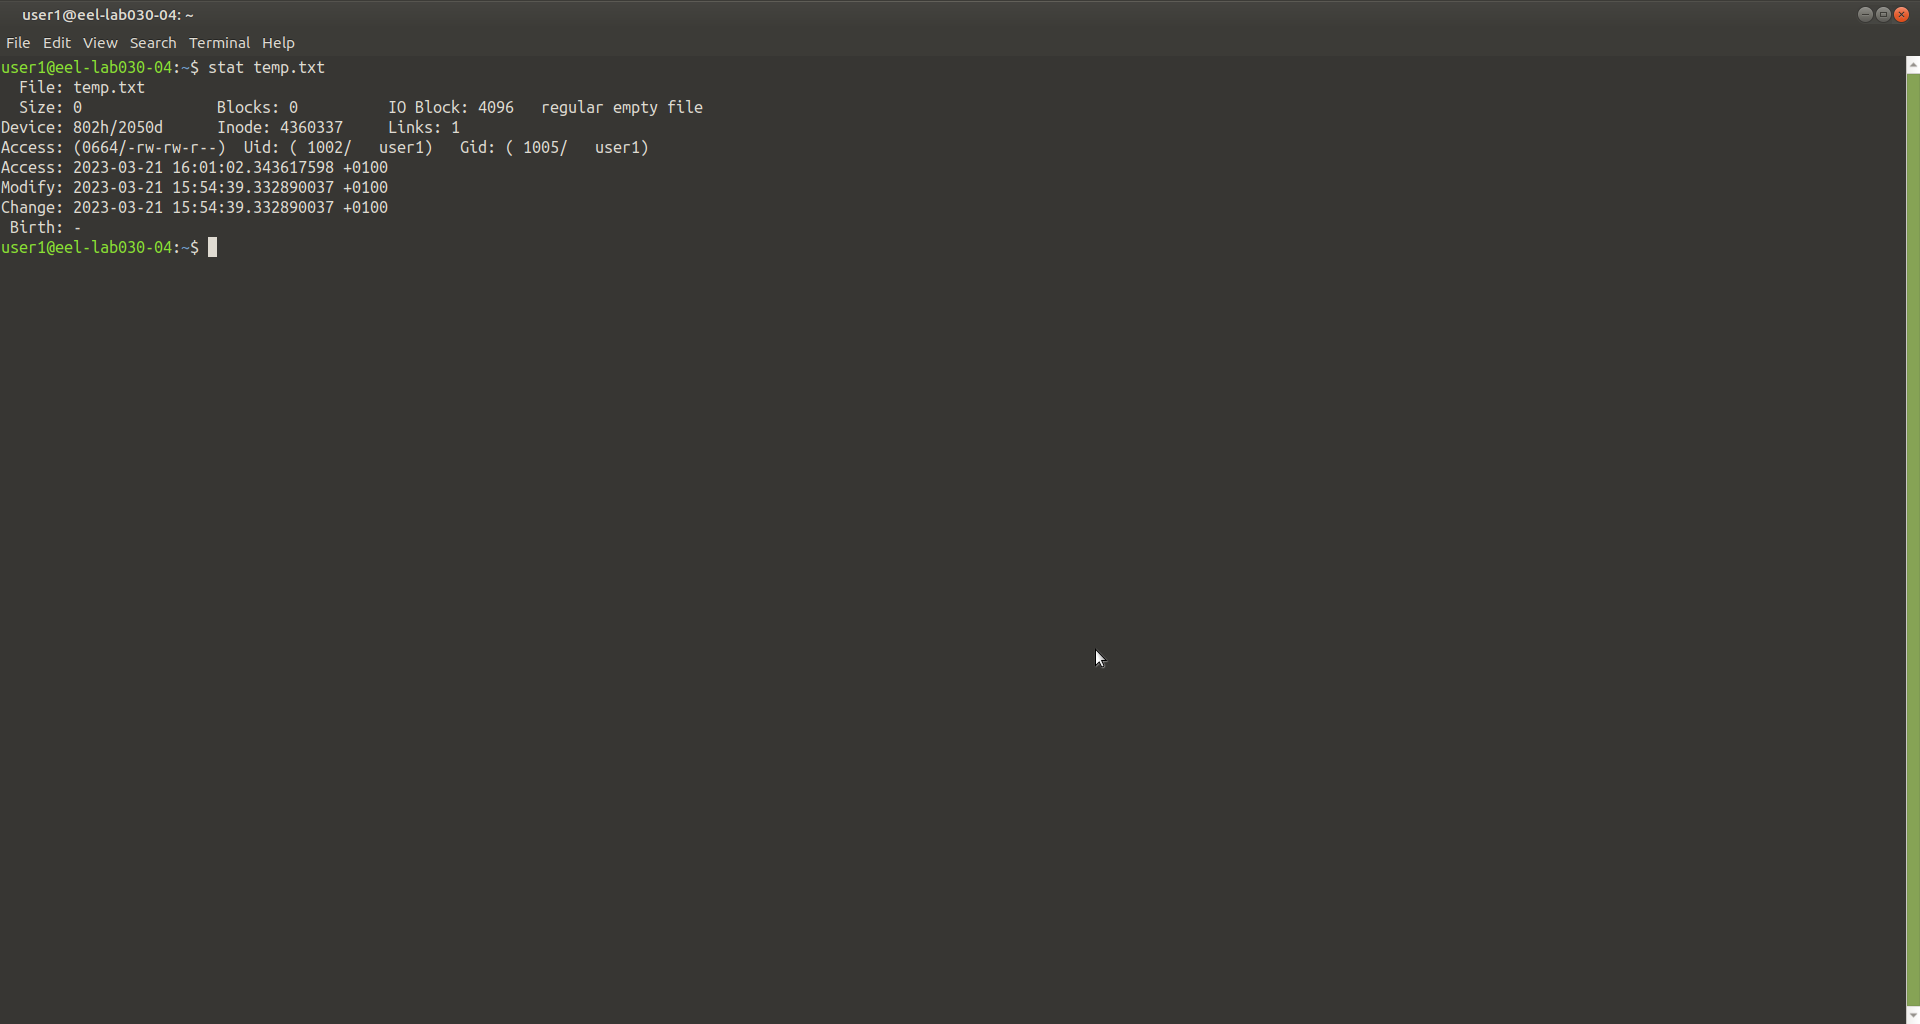 user1@eel-lab030-04: ~
File Edit View Search Terminal Help
user1@eel-lab030-04:~$ stat temp.txt
  File: temp.txt
  Size: 0               Blocks: 0          IO Block: 4096   regular empty file
Device: 802h/2050d      Inode: 4360337     Links: 1
Access: (0664/-rw-rw-r--)  Uid: ( 1002/   user1)   Gid: ( 1005/   user1)
Access: 2023-03-21 16:01:02.343617598 +0100
Modify: 2023-03-21 15:54:39.332890037 +0100
Change: 2023-03-21 15:54:39.332890037 +0100
 Birth: -
user1@eel-lab030-04:~$